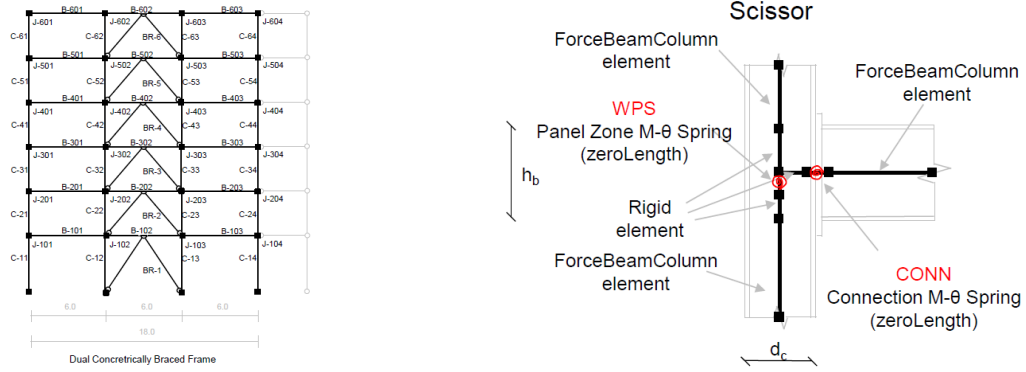 B-601
B-602
B-603
J-601
J-602
J-603
J-604
C-61
C-62
BR-6
C-63
C-64
B-501
B-502
B-503
J-501
J-502
J-503
J-504
C-51
C-52
BR-5
C-53
C-54
B-401
B-402
B-403
J-401
J-402
J-403
J-404
C-41
C-42
BR-4
C-43
C-44
B-301
B-302
B-303
J-301
J-302
J-303
J-304
C-31
C-32
BR-3
C-33
C-34
B-201
B-202
B-203
J-201
J-202
J-203
J-204
C-21
C-22
BR-2
C-23
C-24
B-101
B-102
B-103
J-101
J-102
J-103
J-104
C-11
C-12
BR-1
C-13
C-14
6.0
6.0
6.0
18.0
Dual Concretrically Braced Frame
Scissor
ForceBeamColumn
element
ForceBeamColumn
element
WPS
Panel Zone M-θ Spring
(zeroLength)
hb
Rigid
element
ForceBeamColumn
element
CONN
Connection M-θ Spring
(zeroLength)
dc